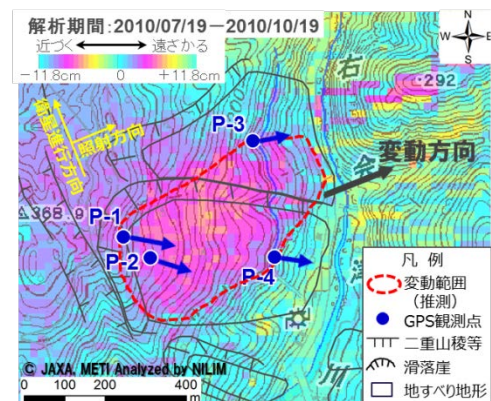 解析期間:2010/07/19－2010/10/19
近づく 遠ざかる
－11.8cm 0 ＋11.8cm
N
W E
S
右
292
P-3
衛星進行方向
照射方向
会
変動方向
368.9
P-1
P-2
P-4
凡 例
変動範囲
(推測)
GPS観測点
二重山稜等
滑落崖
地すべり地形
川
© JAXA, METI Analyzed by NILIM
0 100 200 400
m